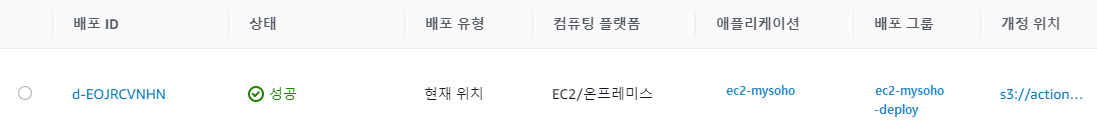 배포 ID 상태 배포 유형 컴퓨팅 플랫폼 애플리케이션 배포 그룹 개정 위치
d-EOJRCVNHN 성공 현재 위치 EC2/온프레미스 ec2-mysoho ec2-mysoho s3://action...
-deploy